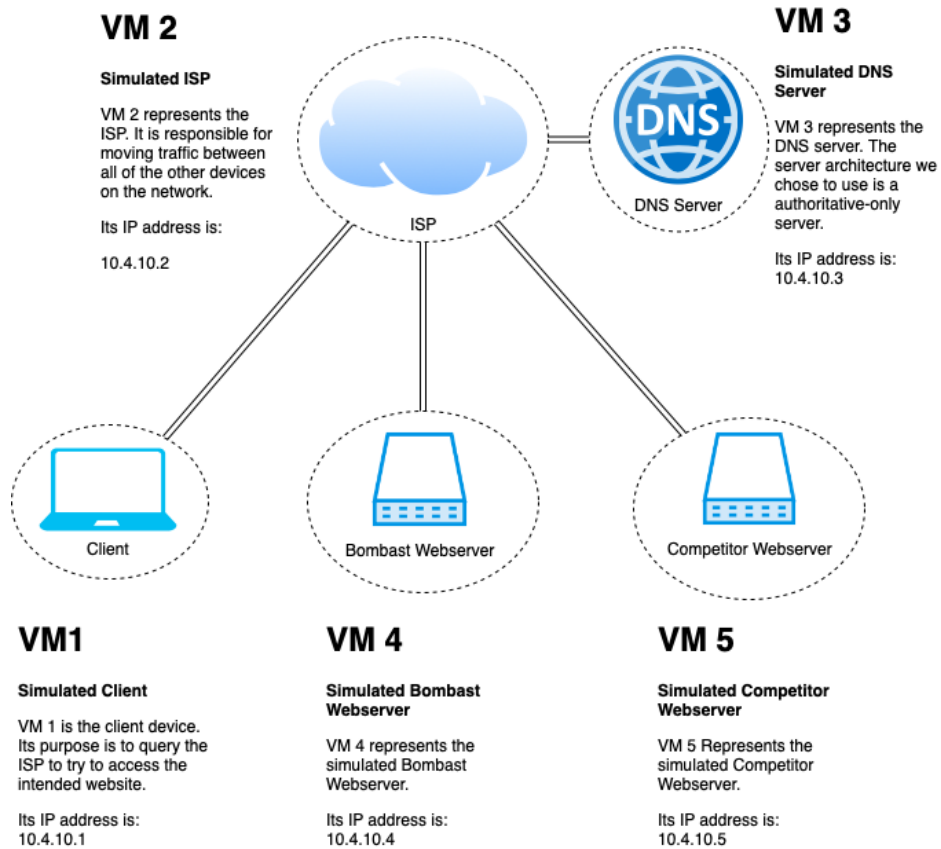 VM 2
Simulated ISP
VM 2 represents the
ISP. It is responsible for
moving traffic between
all of the other devices
on the network.
Its IP address is:
10.4.10.2
ISP
DNS
DNS Server
VM 3
Simulated DNS
Server
VM 3 represents the
DNS server. The
server architecture we
chose to use is a
authoritative-only
server.
Its IP address is:
10.4.10.3
Client
Bombast Webserver
Competitor Webserver
VM1
Simulated Client
VM 1 is the client device.
Its purpose is to query the
ISP to try to access the
intended website.
Its IP address is:
10.4.10.1
VM 4
Simulated Bombast
Webserver
VM 4 represents the
simulated Bombast
Webserver.
Its IP address is:
10.4.10.4
VM 5
Simulated Competitor
Webserver
VM 5 Represents the
simulated Competitor
Webserver.
Its IP address is:
10.4.10.5